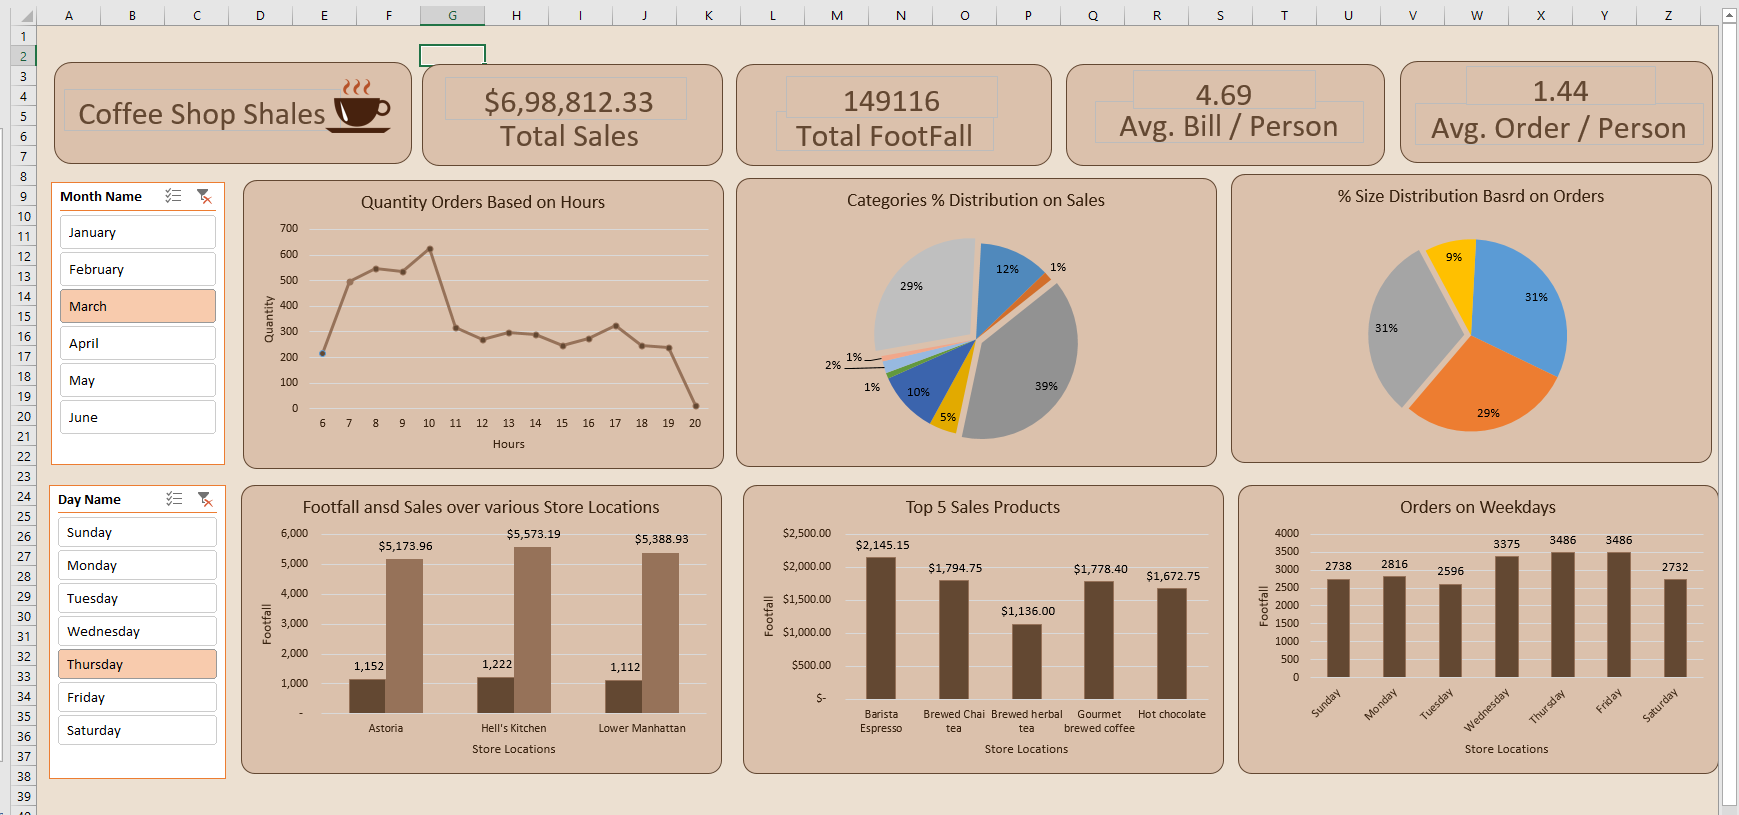 A B C D E F G H I J K L M N O P Q R S T U V W X Y Z
1
2
3
4
5
6
7
8
9
10
11
12
13
14
15
16
17
18
19
20
21
22
23
24
25
26
27
28
29
30
31
32
33
34
35
36
37
38
39
Coffee Shop Shales
$6,98,812.33
Total Sales
149116
Total FootFall
4.69
Avg. Bill / Person
1.44
Avg. Order / Person
Month Name
January
February
March
April
May
June
Quantity Orders Based on Hours
Quantity
700
600
500
400
300
200
100
0
6 7 8 9 10 11 12 13 14 15 16 17 18 19 20
Hours
Categories % Distribution on Sales
12%
1%
39%
5%
10%
1%
2%
1%
29%
% Size Distribution Basrd on Orders
31%
29%
31%
9%
Day Name
Sunday
Monday
Tuesday
Wednesday
Thursday
Friday
Saturday
Footfall ansd Sales over various Store Locations
Footfall
6,000
5,000
4,000
3,000
2,000
1,000
-
1,152 $5,173.96
1,222 $5,573.19
1,112 $5,388.93
Astoria Hell's Kitchen Lower Manhattan
Store Locations
Top 5 Sales Products
Footfall
$2,500.00
$2,000.00
$1,500.00
$1,000.00
$500.00
$-
$2,145.15
$1,794.75
$1,136.00
$1,778.40
$1,672.75
Barista
Espresso
Brewed Chai
tea
Brewed herbal
tea
Gourmet
brewed coffee
Hot chocolate
Store Locations
Orders on Weekdays
Footfall
4000
3500
3000
2500
2000
1500
1000
500
0
2738 2816 2596 3375 3486 3486 2732
Sunday Monday Tuesday Wednesday Thursday Friday Saturday
Store Locations